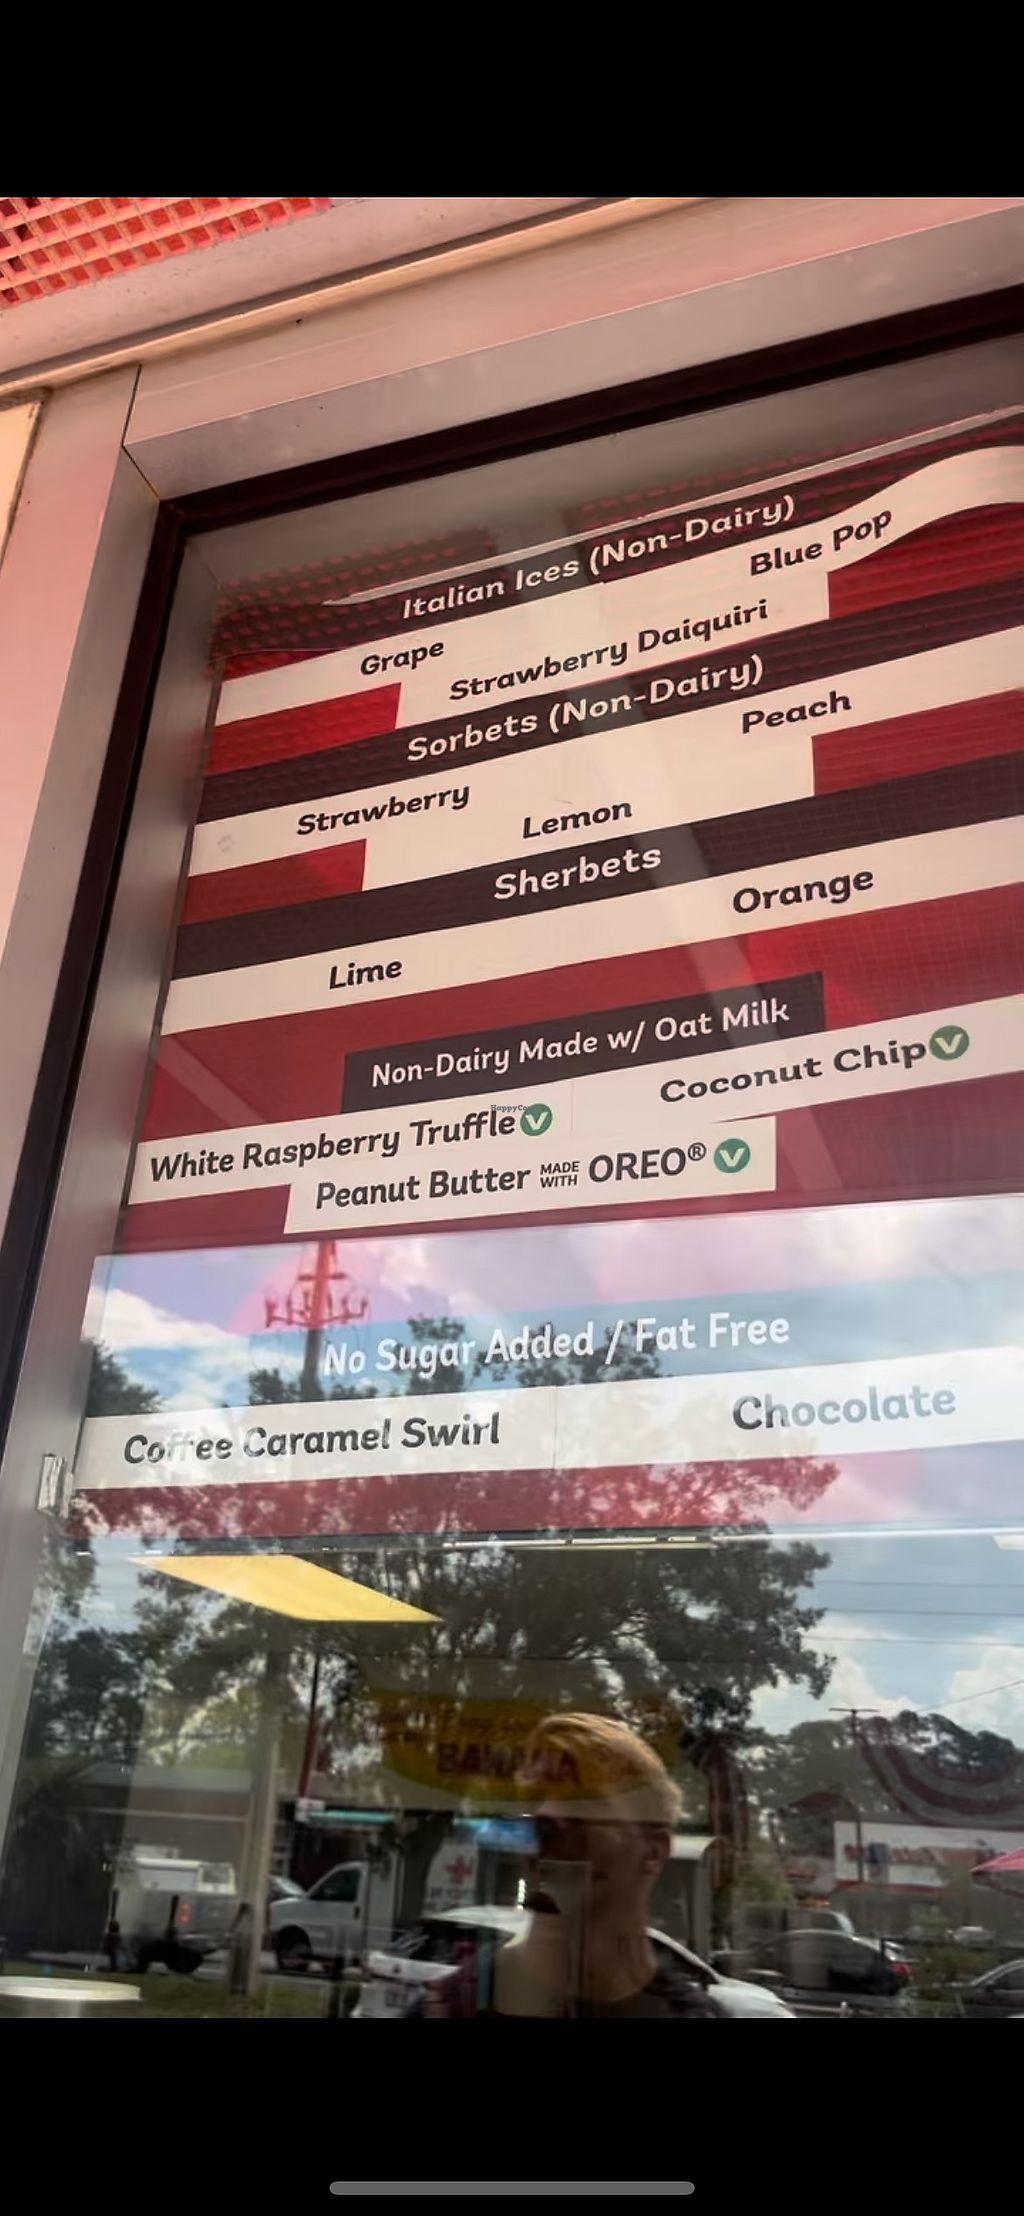 Italian Ices (Non-Dairy)
Grape
Blue Pop
Strawberry Daiquiri
Sorbets (Non-Dairy)
Strawberry
Peach
Lemon
Sherbets
Lime
Orange
Non-Dairy Made w/ Oat Milk
White Raspberry Truffle V
Coconut Chip V
Peanut Butter MADE WITH OREO® V
No Sugar Added / Fat Free
Coffee Caramel Swirl
Chocolate
BANANA